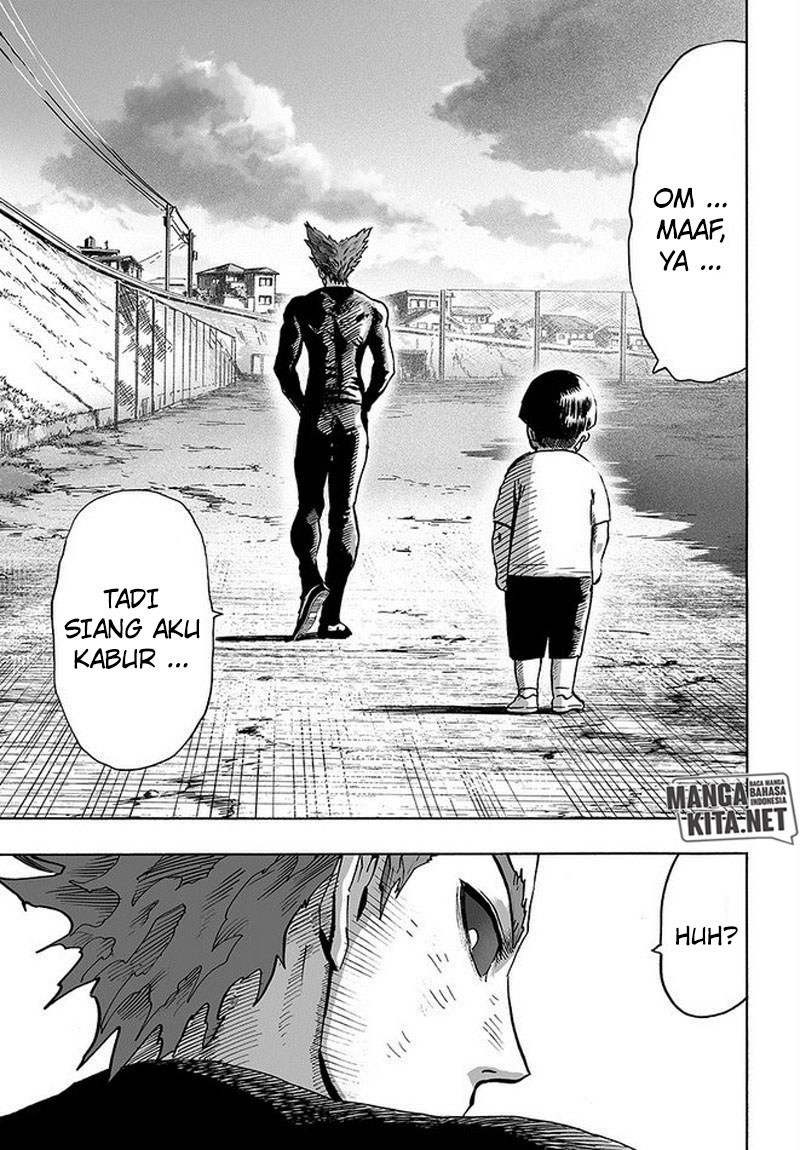 OM ...
MAAF,
YA ...
TADI
SIANG AKU
KABUR ...
MANGA
KITA.NET
BACA MANGA
BAHASA
INDONESIA
HUH?